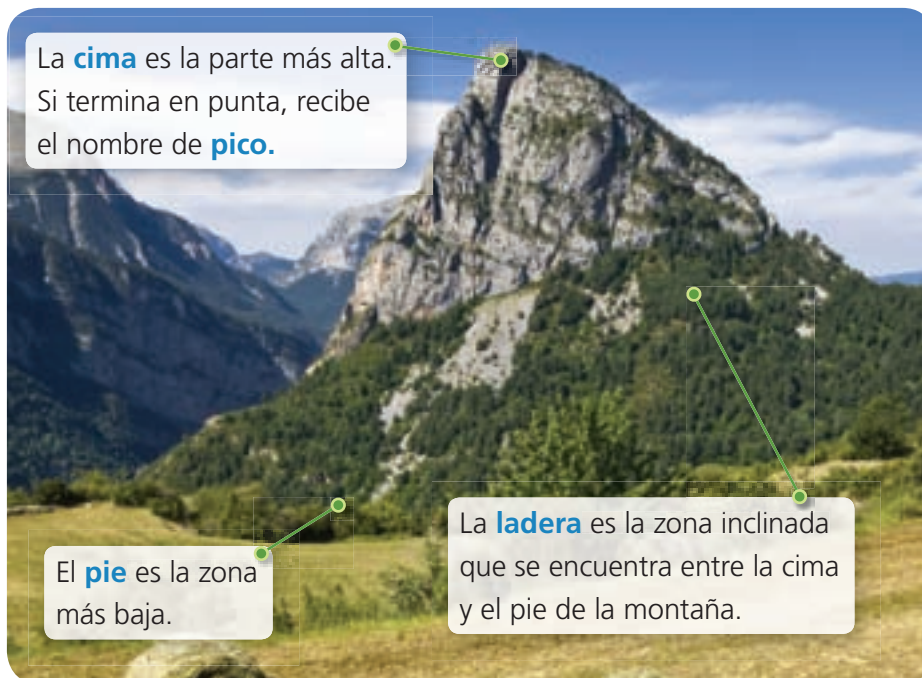 La cima es la parte más alta.
Si termina en punta, recibe
el nombre de pico.
El pie es la zona
más baja.
La ladera es la zona inclinada
que se encuentra entre la cima
y el pie de la montaña.